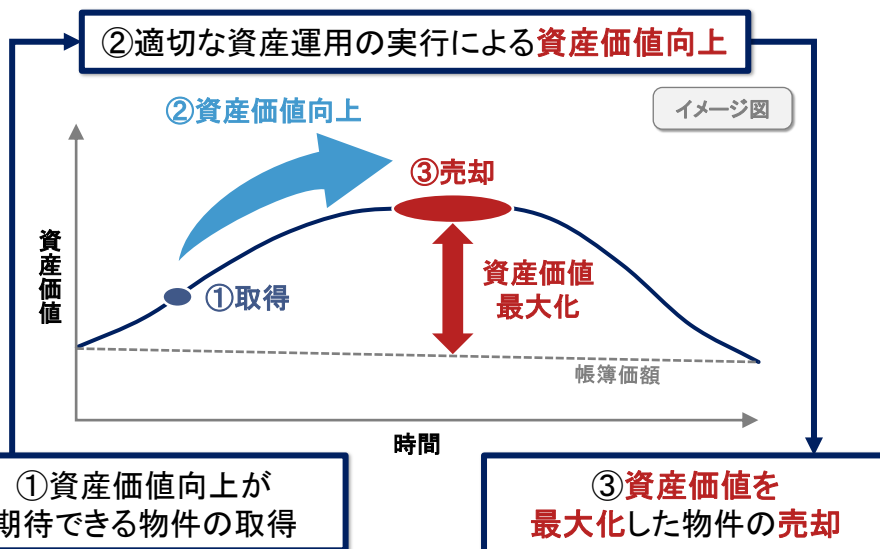 ②適切な資産運用の実行による資産価値向上
②資産価値向上
イメージ図
③売却
資産価値
①取得
資産価値
最大化
帳簿価額
時間
①資産価値向上が
期待できる物件の取得
③資産価値を
最大化した物件の売却